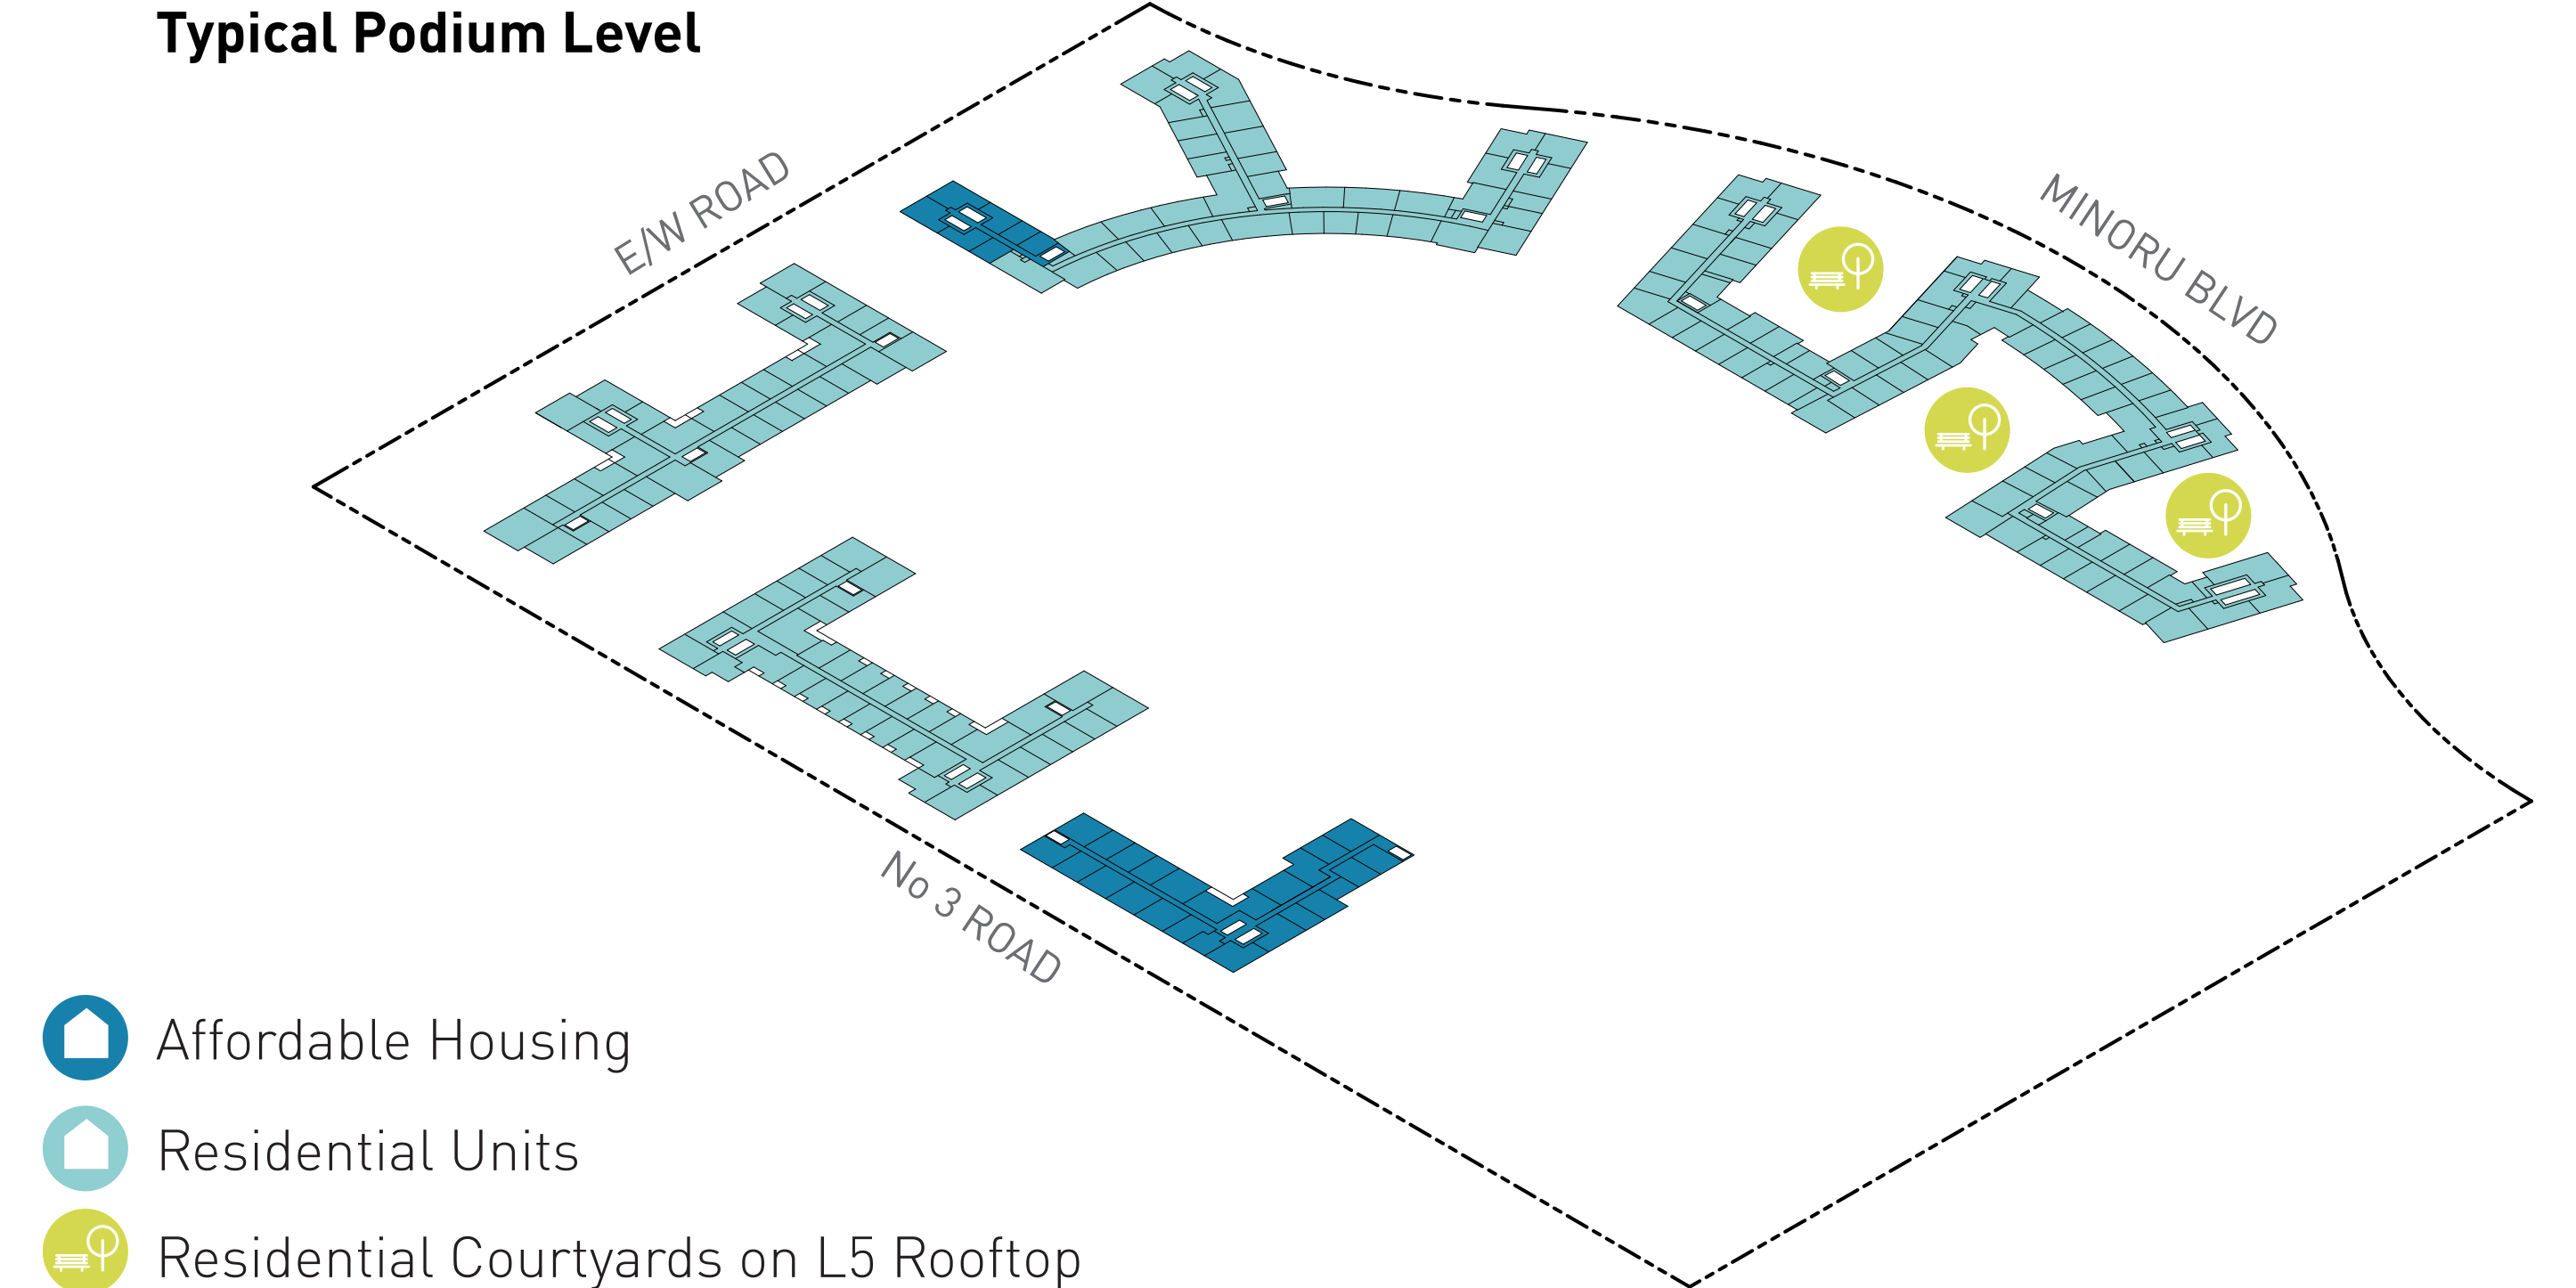 Typical Podium Level
E/W ROAD
MINORU BLVD
No 3 ROAD
Affordable Housing
Residential Units
Residential Courtyards on L5 Rooftop